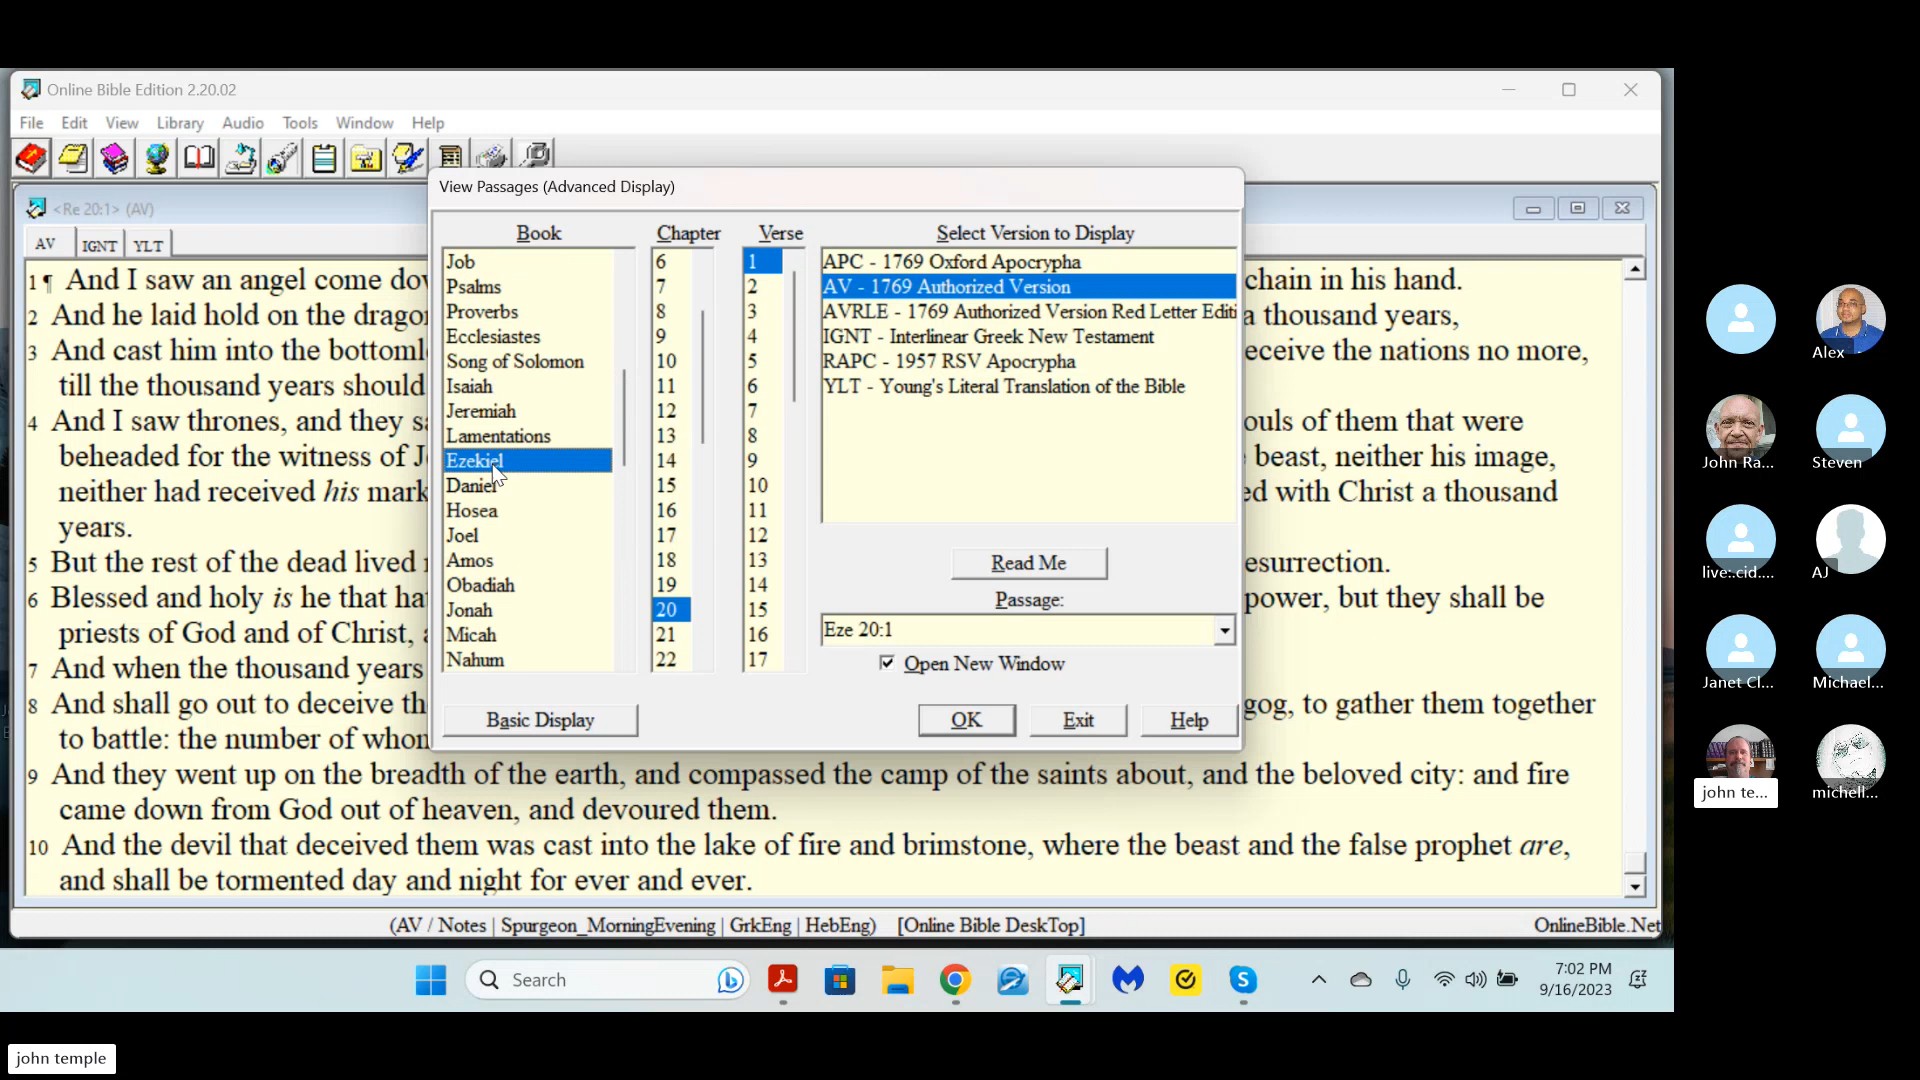 Online Bible Edition 2.20.02
File Edit View Library Audio Tools Window Help
<Re 20:1> (AV)
AV IGNT YLT
1 ¶ And I saw an angel come do
chain in his hand.
2 And he laid hold on the drago
a thousand years,
3 And cast him into the bottoml
eceive the nations no more,
till the thousand years should
4 And I saw thrones, and they s
ouls of them that were
beheaded for the witness of J
beast, neither his image,
neither had received his mark
ed with Christ a thousand
years.
5 But the rest of the dead lived
esurrection.
6 Blessed and holy is he that ha
power, but they shall be
priests of God and of Christ,
7 And when the thousand years
8 And shall go out to deceive th
gog, to gather them together
to battle: the number of whon
9 And they went up on the breadth of the earth, and compassed the camp of the saints about, and the beloved city: and fire
came down from God out of heaven, and devoured them.
10 And the devil that deceived them was cast into the lake of fire and brimstone, where the beast and the false prophet are,
and shall be tormented day and night for ever and ever.
View Passages (Advanced Display)
Book
Job
Psalms
Proverbs
Ecclesiastes
Song of Solomon
Isaiah
Jeremiah
Lamentations
Ezekiel
Daniel
Hosea
Joel
Amos
Obadiah
Jonah
Micah
Nahum
Chapter
6
7
8
9
10
11
12
13
14
15
16
17
18
19
20
21
22
Verse
1
2
3
4
5
6
7
8
9
10
11
12
13
14
15
16
17
Select Version to Display
APC - 1769 Oxford Apocrypha
AV - 1769 Authorized Version
AVRLE - 1769 Authorized Version Red Letter Editi
IGNT - Interlinear Greek New Testament
RAPC - 1957 RSV Apocrypha
YLT - Young's Literal Translation of the Bible
Read Me
Passage:
Eze 20:1
Open New Window
Basic Display OK Exit Help
(AV / Notes | Spurgeon_MorningEvening | GrkEng | HebEng) [Online Bible DeskTop]
OnlineBible.Net
Search
7:02 PM
9/16/2023
Alex
John Ra...
Steven
live:.cid....
AJ
Janet Cl...
Michael...
john te...
michell...
john temple